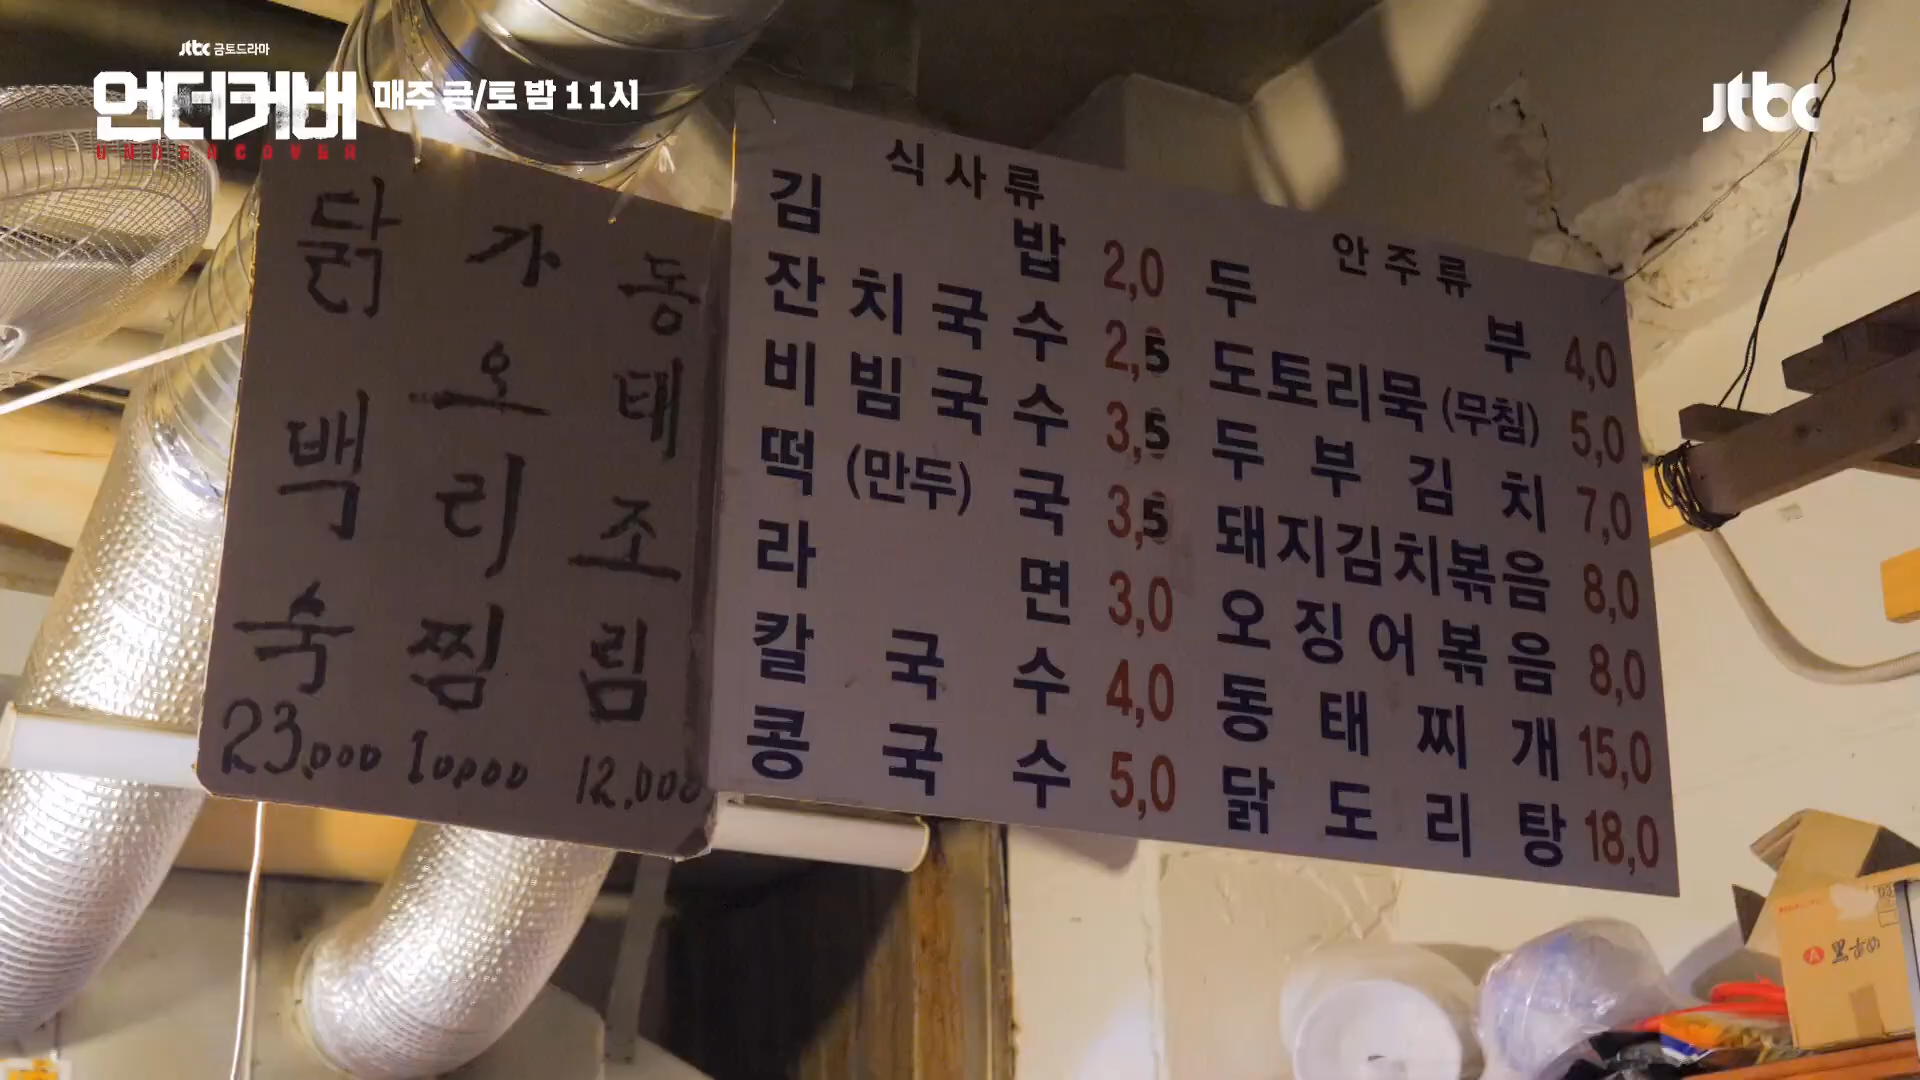 jtbc 금토드라마
언더커버 매주 금/토 밤 11시
UNDERCOVER
jtbc
닭백숙 23,000
가오리찜 10,000
동태조림 12,000
식사류
김밥 2,0
잔치국수 2,5
비빔국수 3,5
떡(만두)국 3,5
라면 3,0
칼국수 4,0
콩국수 5,0
안주류
두부 4,0
도토리묵(무침) 5,0
두부김치 7,0
돼지김치볶음 8,0
오징어볶음 8,0
동태찌개 15,0
닭도리탕 18,0